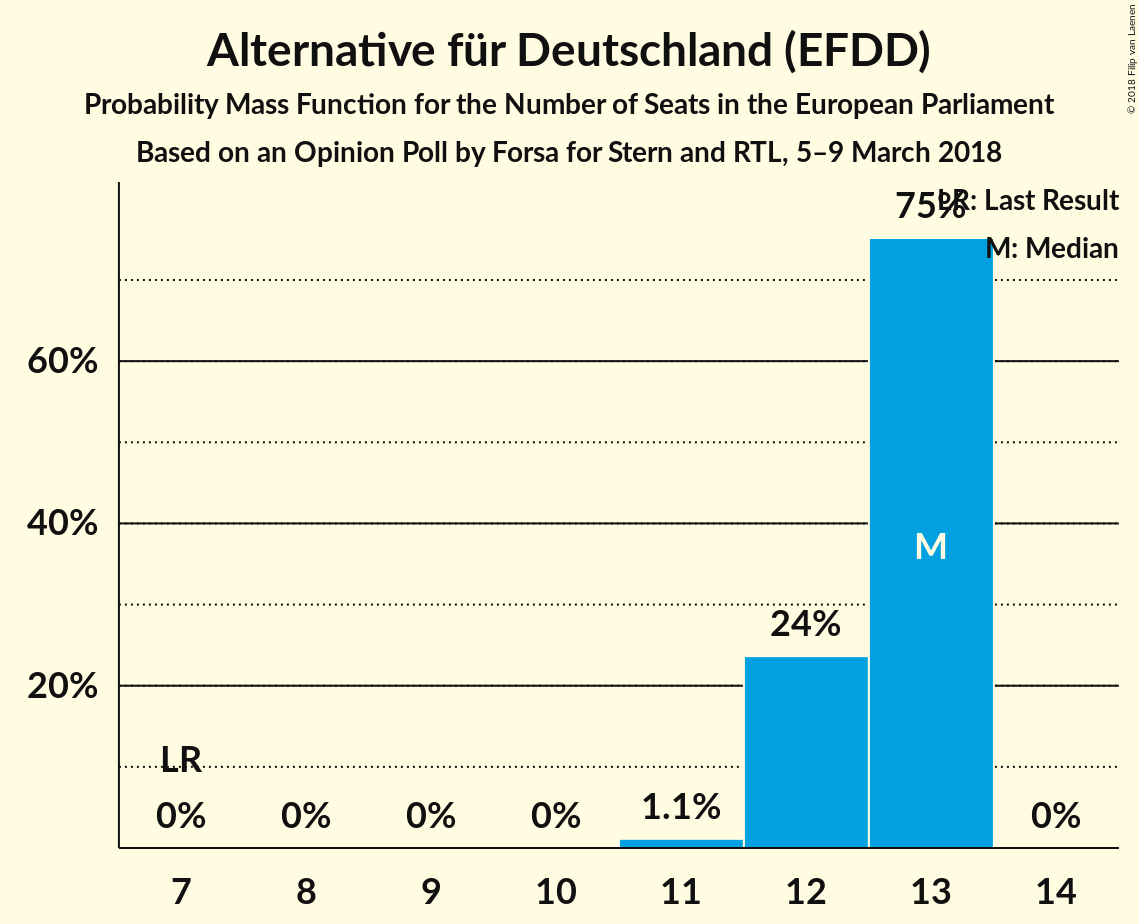 Alternative für Deutschland (EFDD)
Probability Mass Function for the Number of Seats in the European Parliament
Based on an Opinion Poll by Forsa for Stern and RTL, 5–9 March 2018
© 2018 Filip van Laenen
LR: Last Result
M: Median
75%
60%
40%
20%
M
24%
LR
0% 0% 0% 0% 1.1% 0%
7 8 9 10 11 12 13 14